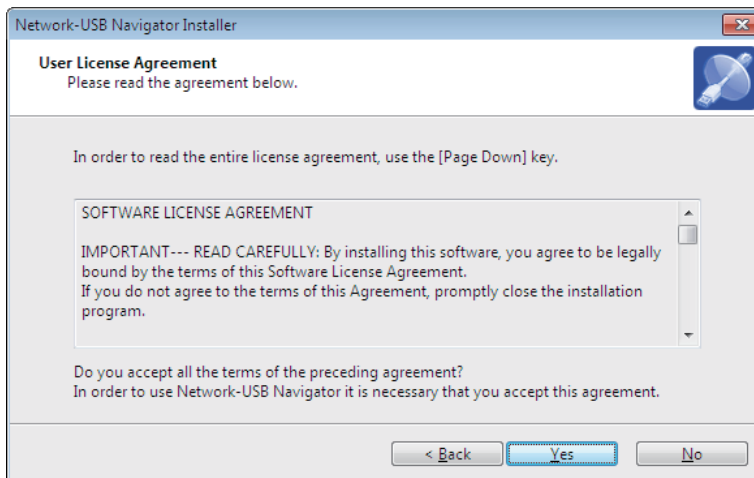 Network-USB Navigator Installer
User License Agreement
Please read the agreement below.
In order to read the entire license agreement, use the [Page Down] key.
SOFTWARE LICENSE AGREEMENT
IMPORTANT--- READ CAREFULLY: By installing this software, you agree to be legally
bound by the terms of this Software License Agreement.
If you do not agree to the terms of this Agreement, promptly close the installation
program.
Do you accept all the terms of the preceding agreement?
In order to use Network-USB Navigator it is necessary that you accept this agreement.
< Back Yes No